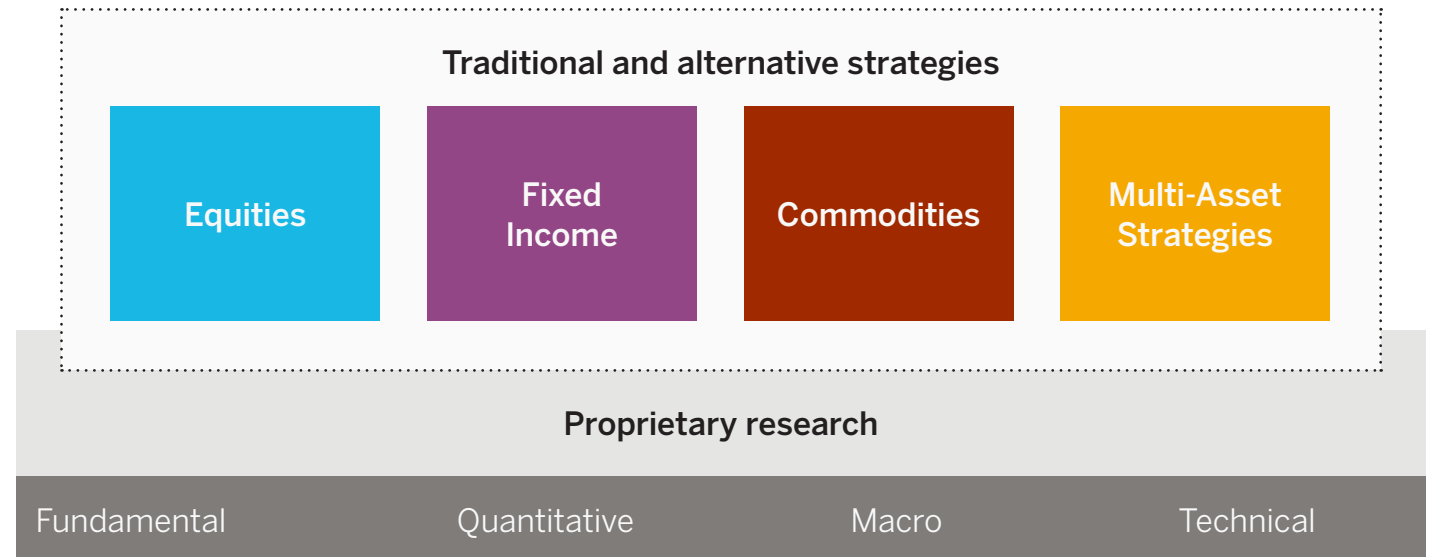 Traditional and alternative strategies
Equities
Fixed
Income
Commodities
Multi-Asset
Strategies
Proprietary research
Fundamental
Quantitative
Macro
Technical